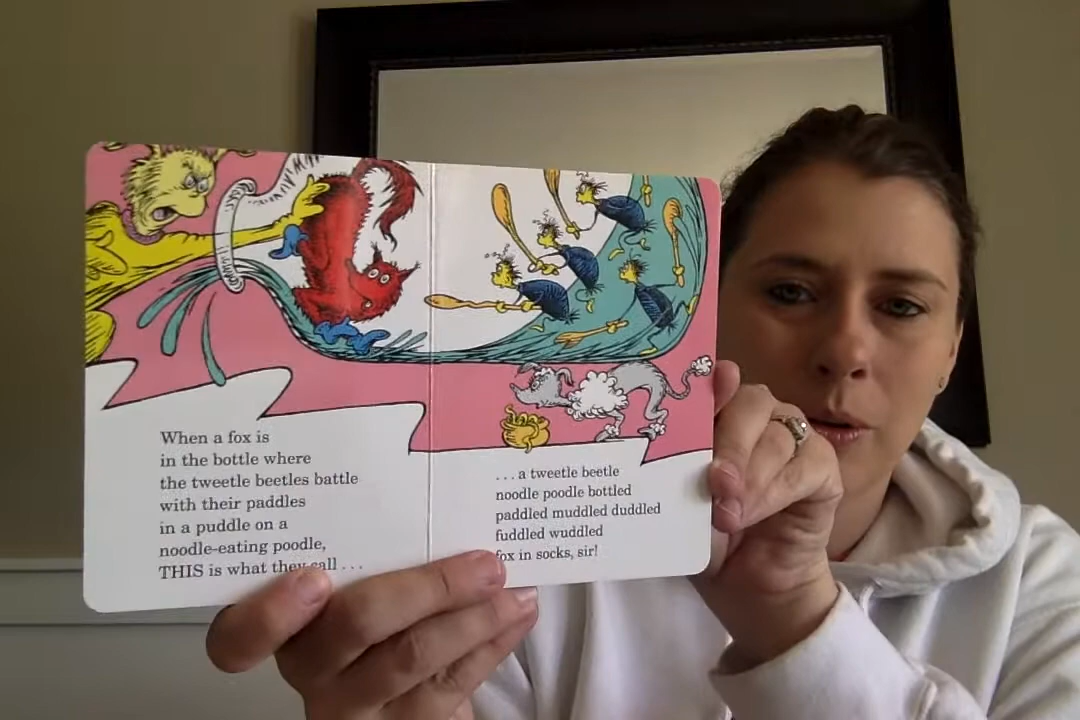 When a fox is
in the bottle where
the tweetle beetles battle
with their paddles
in a puddle on a
noodle-eating poodle,
THIS is what they call . . .
. . . a tweetle beetle
noodle poodle bottled
paddled muddled duddled
fuddled wuddled
fox in socks, sir!